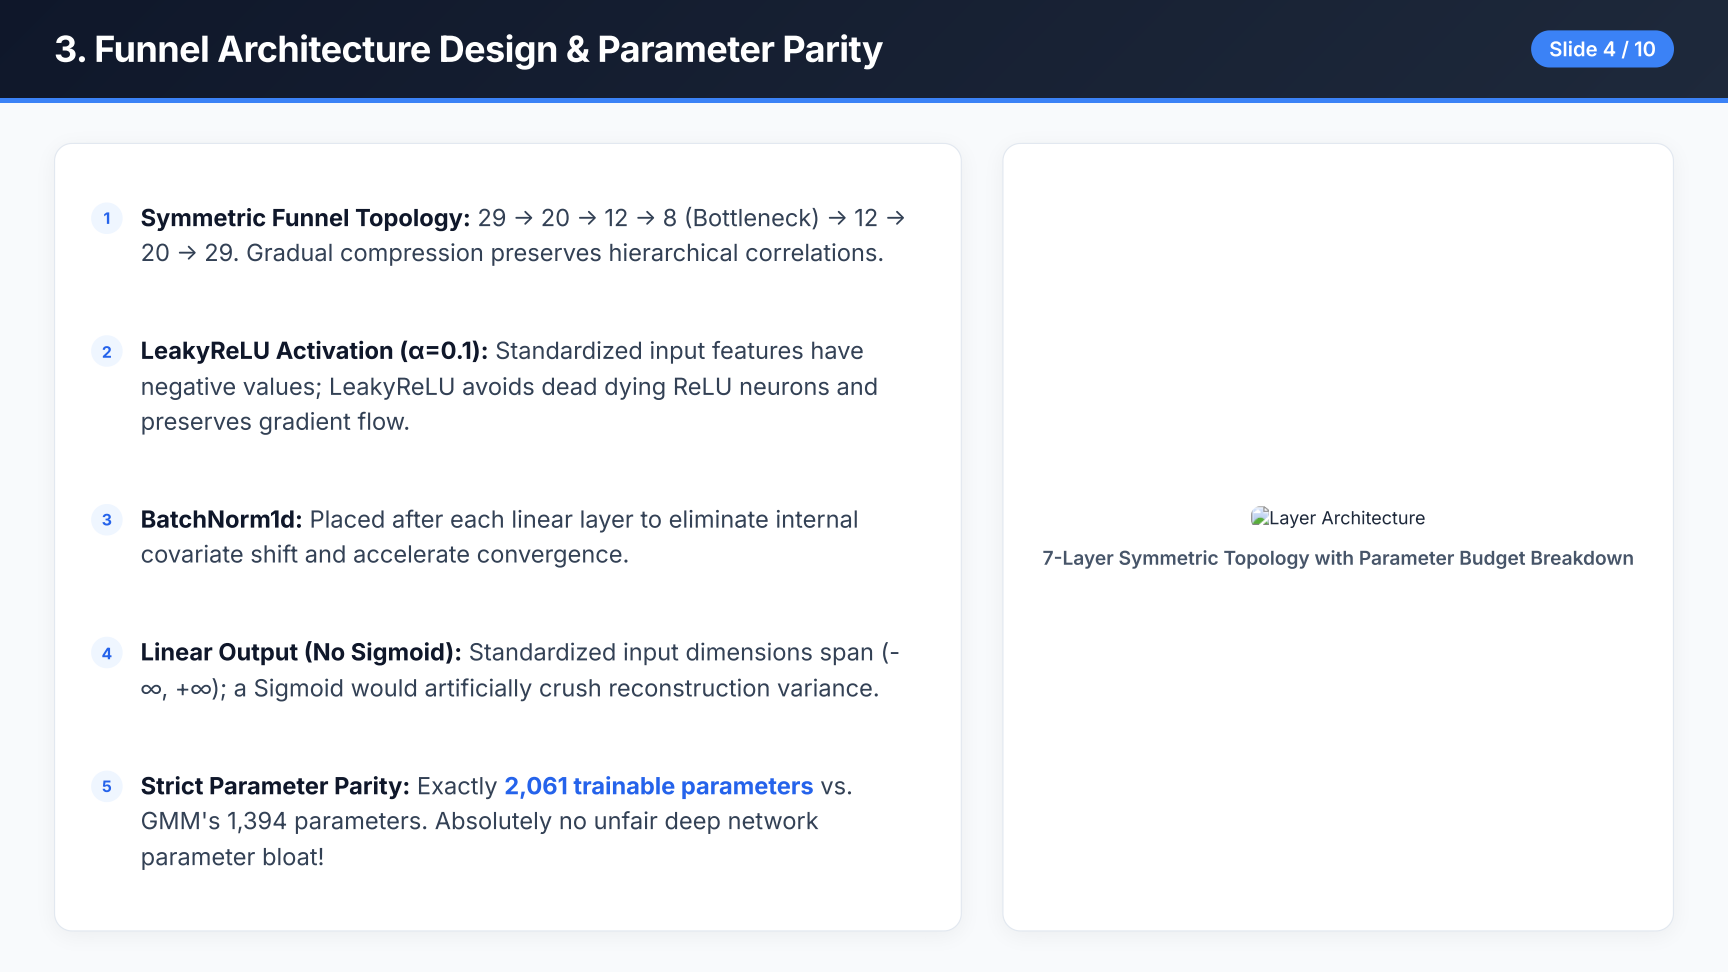 3. Funnel Architecture Design & Parameter Parity
Slide 4 / 10
1
Symmetric Funnel Topology: 29 → 20 → 12 → 8 (Bottleneck) → 12 →
20 → 29. Gradual compression preserves hierarchical correlations.
2
LeakyReLU Activation (α=0.1): Standardized input features have
negative values; LeakyReLU avoids dead dying ReLU neurons and
preserves gradient flow.
3
BatchNorm1d: Placed after each linear layer to eliminate internal
covariate shift and accelerate convergence.
4
Linear Output (No Sigmoid): Standardized input dimensions span (-
∞, +∞); a Sigmoid would artificially crush reconstruction variance.
5
Strict Parameter Parity: Exactly 2,061 trainable parameters vs.
GMM's 1,394 parameters. Absolutely no unfair deep network
parameter bloat!
Layer Architecture
7-Layer Symmetric Topology with Parameter Budget Breakdown